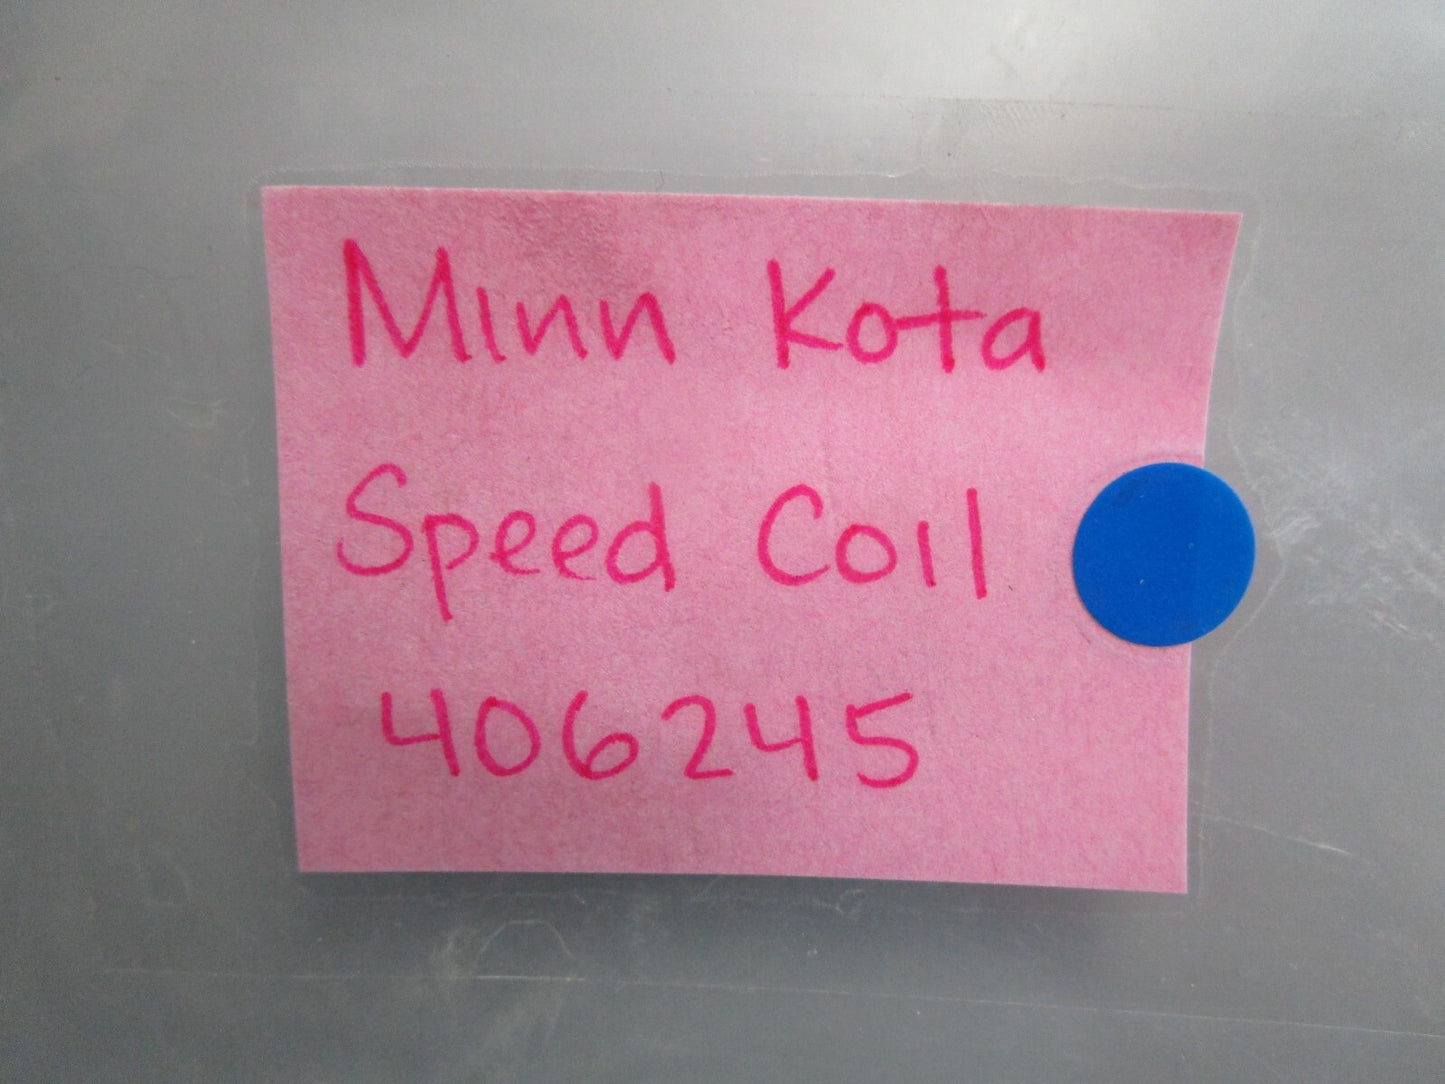 Minn Kota
Speed Coil
406245